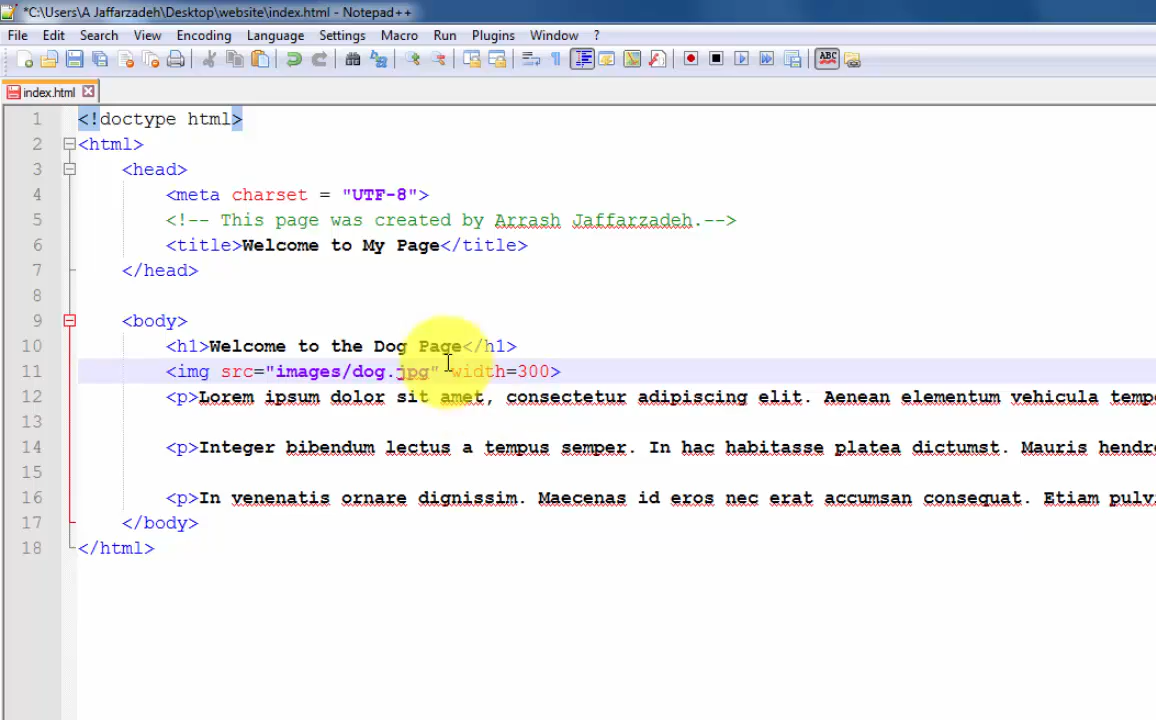 *C:\Users\A Jaffarzadeh\Desktop\website\index.html - Notepad++
File Edit Search View Encoding Language Settings Macro Run Plugins Window ?
ABC
index.html
1 <!doctype html>
2 <html>
3 <head>
4 <meta charset = "UTF-8">
5 <!-- This page was created by Arrash Jaffarzadeh.-->
6 <title>Welcome to My Page</title>
7 </head>
8
9 <body>
10 <h1>Welcome to the Dog Page</h1>
11 <img src="images/dog.jpg" width=300>
12 <p>Lorem ipsum dolor sit amet, consectetur adipiscing elit. Aenean elementum vehicula temp
13
14 <p>Integer bibendum lectus a tempus semper. In hac habitasse platea dictumst. Mauris hendr
15
16 <p>In venenatis ornare dignissim. Maecenas id eros nec erat accumsan consequat. Etiam pulv
17 </body>
18 </html>